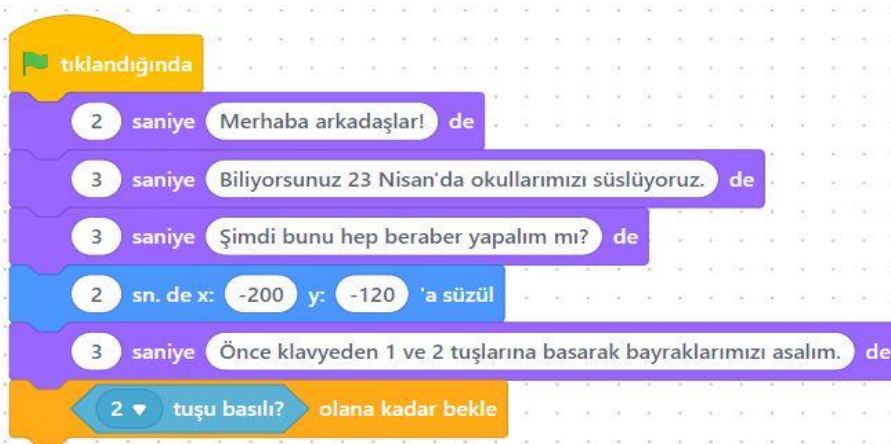 tıklandığında
2 saniye Merhaba arkadaşlar! de
3 saniye Biliyorsunuz 23 Nisan'da okullarımızı süslüyoruz. de
3 saniye Şimdi bunu hep beraber yapalım mı? de
2 sn. de x: -200 y: -120 'a süzül
3 saniye Önce klavyeden 1 ve 2 tuşlarına basarak bayraklarımızı asalım. de
2 tuşu basılı? olana kadar bekle